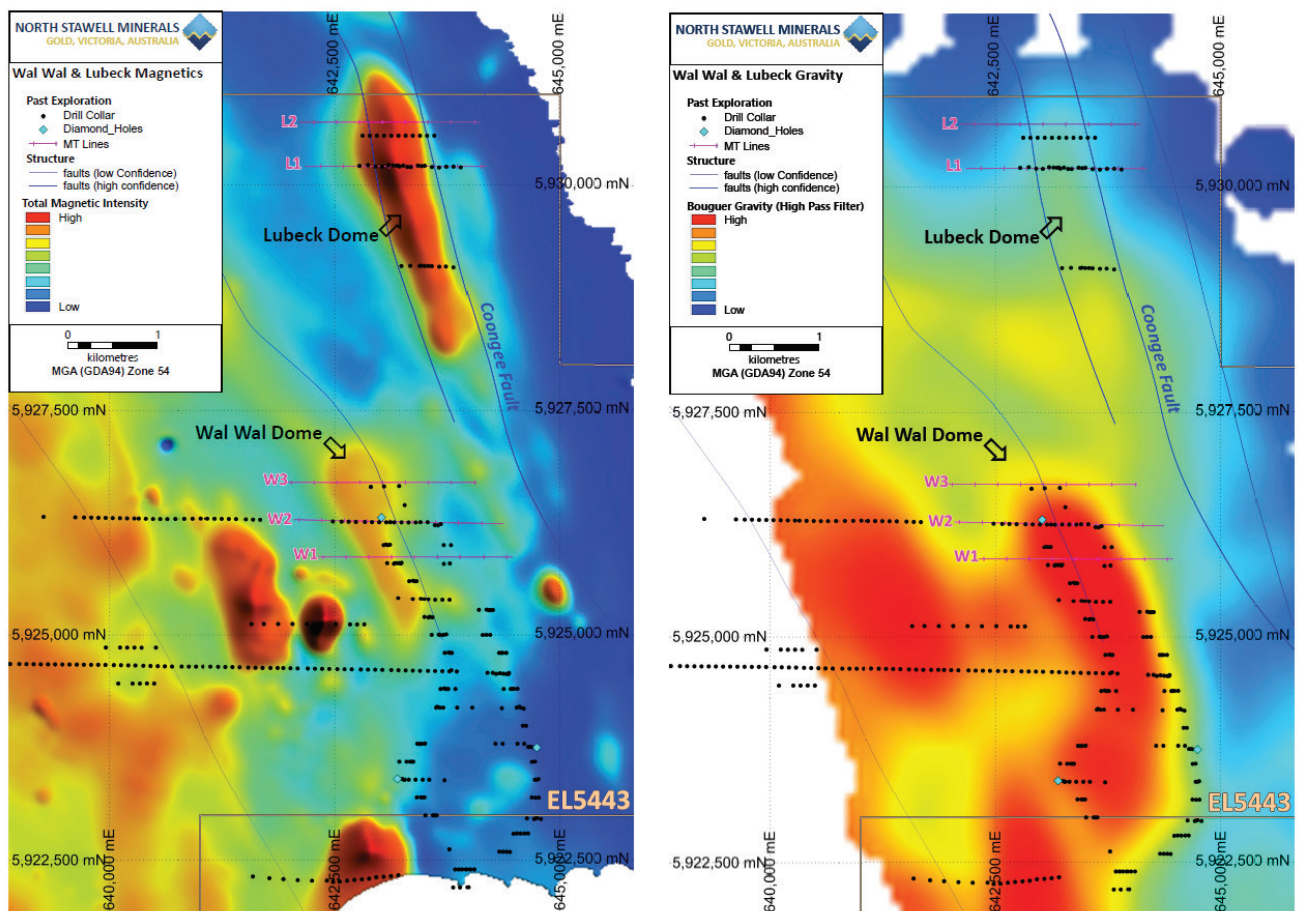 NORTH STAWELL MINERALS
GOLD, VICTORIA, AUSTRALIA
Wal Wal & Lubeck Magnetics
Past Exploration
Drill Collar
Diamond_Holes
MT Lines
Structure
faults (low Confidence)
faults (high confidence)
Total Magnetic Intensity
High
Low
0 1
kilometres
MGA (GDA94) Zone 54
642,500 mE
645,000 mE
L2
L1
5,930,000 mN
Lubeck Dome
Coongee Fault
5,927,500 mN
5,927,500 mN
Wal Wal Dome
W3
W2
W1
5,925,000 mN
5,925,000 mN
EL5443
5,922,500 mN
5,922,500 mN
640,000 mE
642,500 mE
645,000 mE
NORTH STAWELL MINERALS
GOLD, VICTORIA, AUSTRALIA
Wal Wal & Lubeck Gravity
Past Exploration
Drill Collar
Diamond_Holes
MT Lines
Structure
faults (low Confidence)
faults (high confidence)
Bouguer Gravity (High Pass Filter)
High
Low
0 1
kilometres
MGA (GDA94) Zone 54
642,500 mE
645,000 mE
L2
L1
5,930,000 mN
Lubeck Dome
Coongee Fault
5,927,500 mN
5,927,500 mN
Wal Wal Dome
W3
W2
W1
5,925,000 mN
5,925,000 mN
EL5443
5,922,500 mN
5,922,500 mN
640,000 mE
642,500 mE
645,000 mE